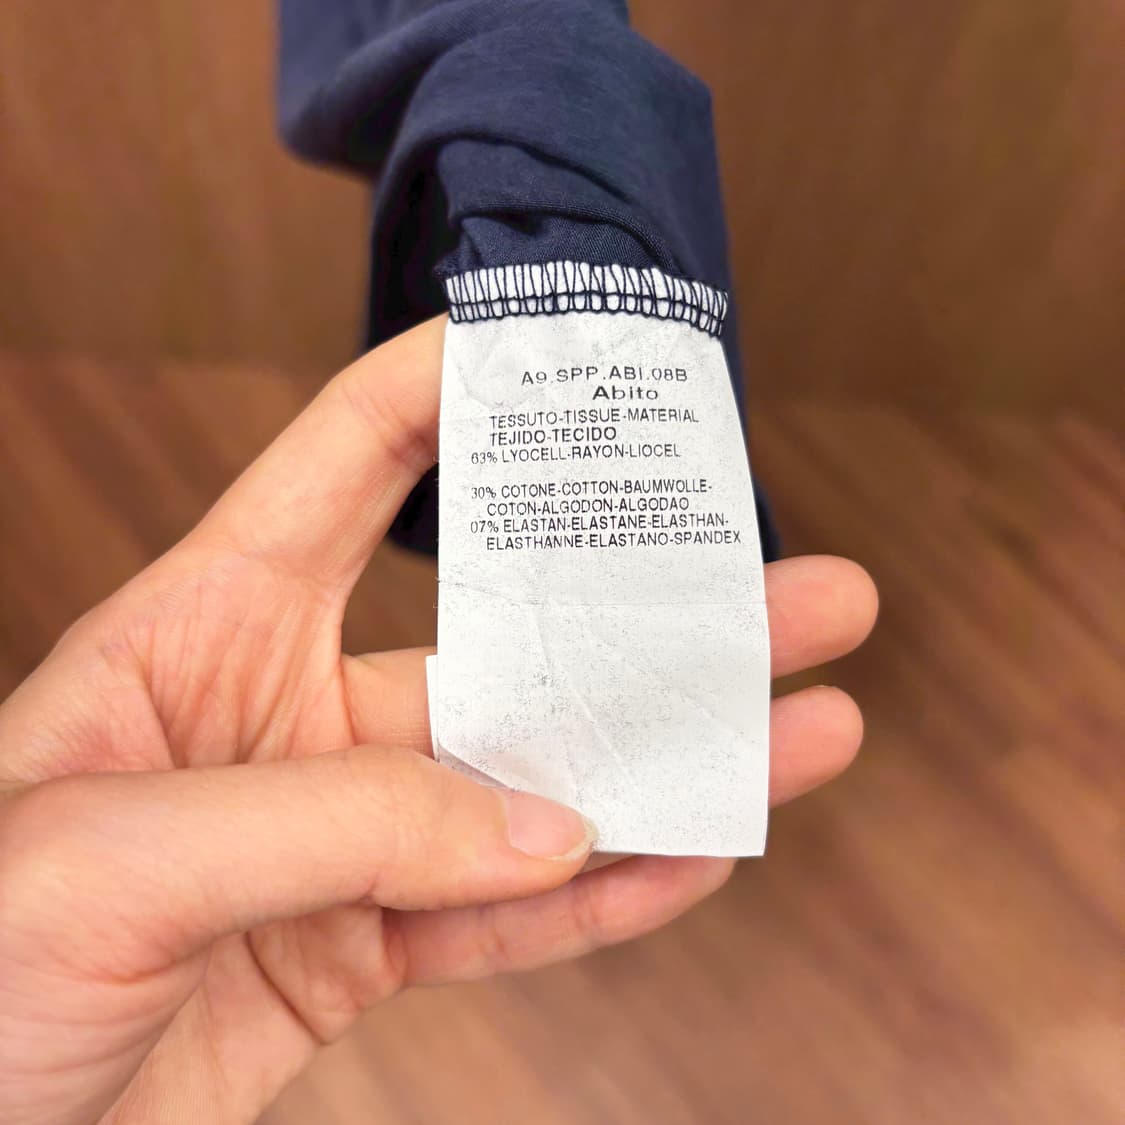 A9.SPP.ABI.08B
Abito
TESSUTO-TISSUE-MATERIAL
TEJIDO-TECIDO
63% LYOCELL-RAYON-LIOCEL
30% COTONE-COTTON-BAUMWOLLE-
COTON-ALGODON-ALGODAO
07% ELASTAN-ELASTANE-ELASTHAN-
ELASTHANNE-ELASTANO-SPANDEX